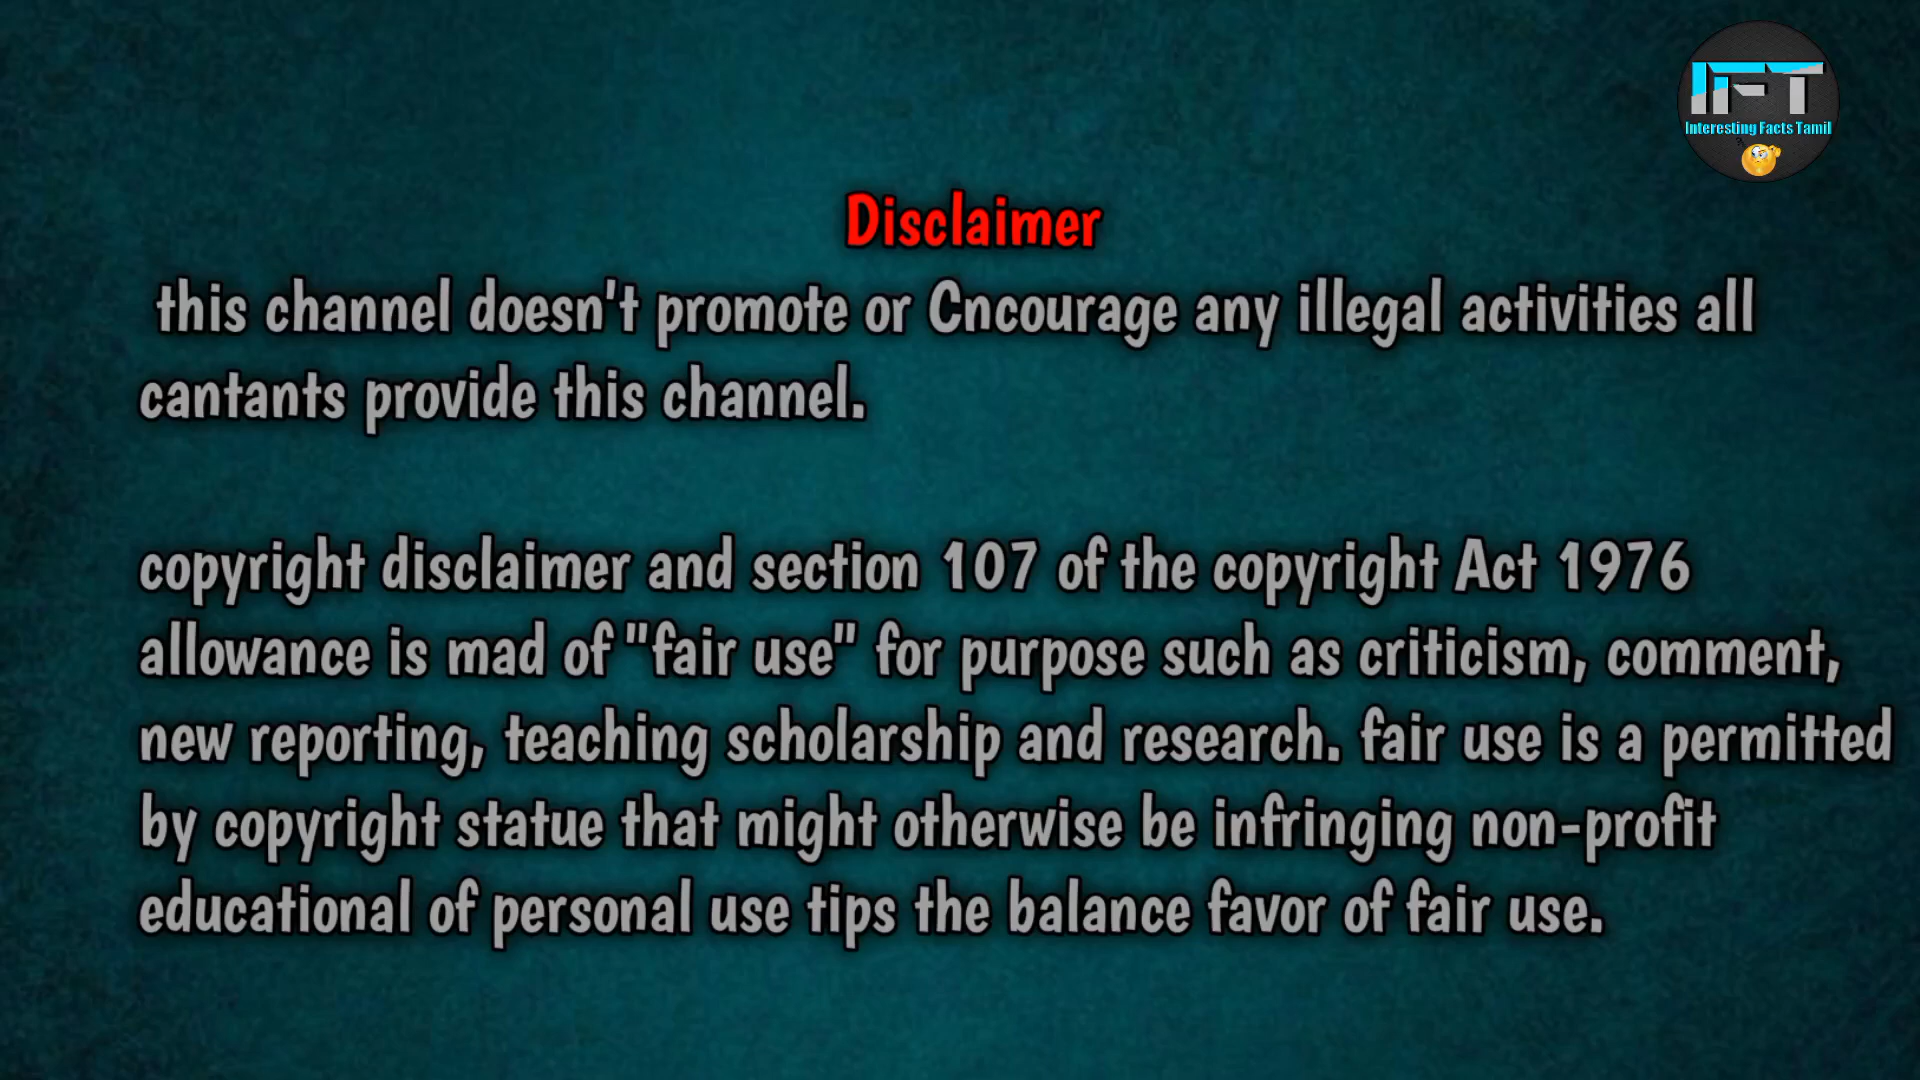 IFT
Interesting Facts Tamil
Disclaimer
this channel doesn't promote or Cncourage any illegal activities all
cantants provide this channel.
copyright disclaimer and section 107 of the copyright Act 1976
allowance is mad of "fair use" for purpose such as criticism, comment,
new reporting, teaching scholarship and research. fair use is a permitted
by copyright statue that might otherwise be infringing non-profit
educational of personal use tips the balance favor of fair use.